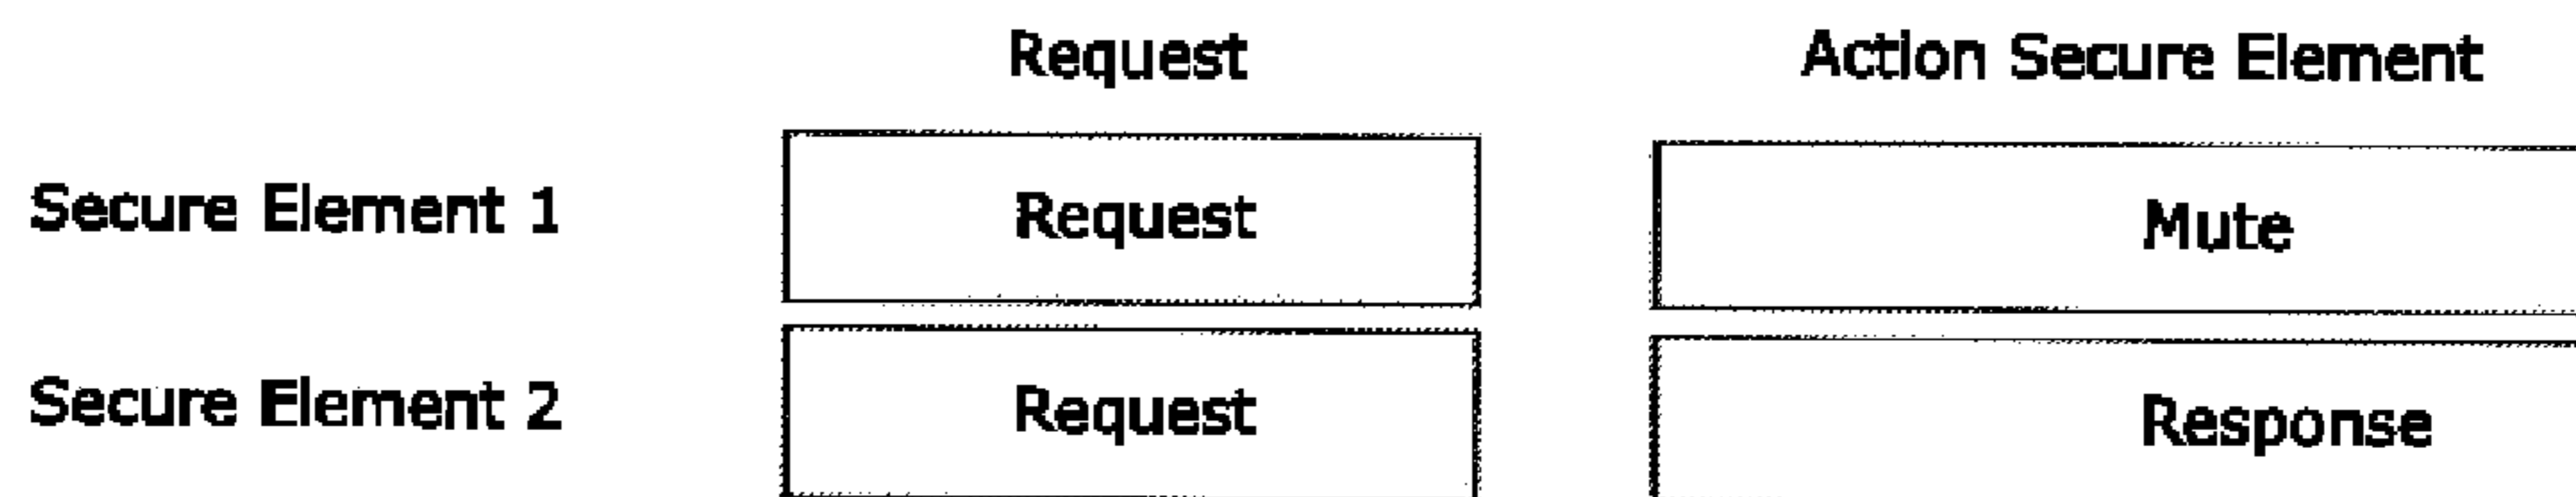 Request Action Secure Element
Secure Element 1 Request Mute
Secure Element 2 Request Response